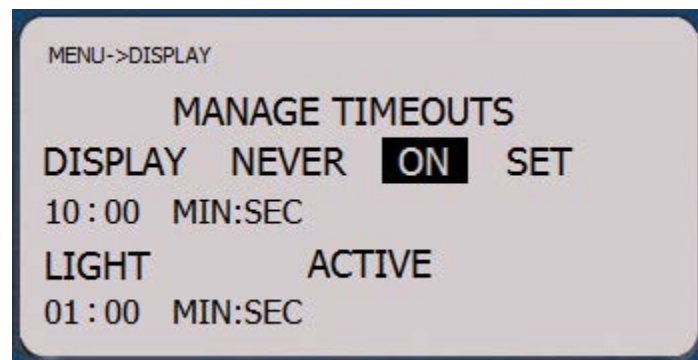 MENU->DISPLAY
MANAGE TIMEOUTS
DISPLAY NEVER ON SET
10:00 MIN:SEC
LIGHT ACTIVE
01:00 MIN:SEC